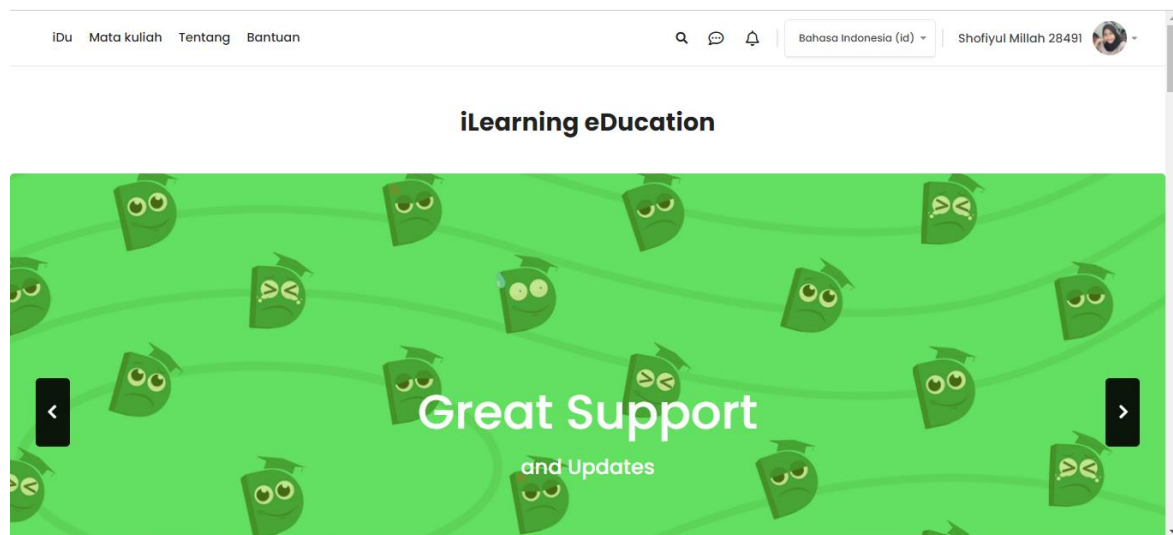 iDu Mata kuliah Tentang Bantuan Bahasa Indonesia (id) Shofiyul Millah 28491
iLearning eDucation
Great Support
and Updates